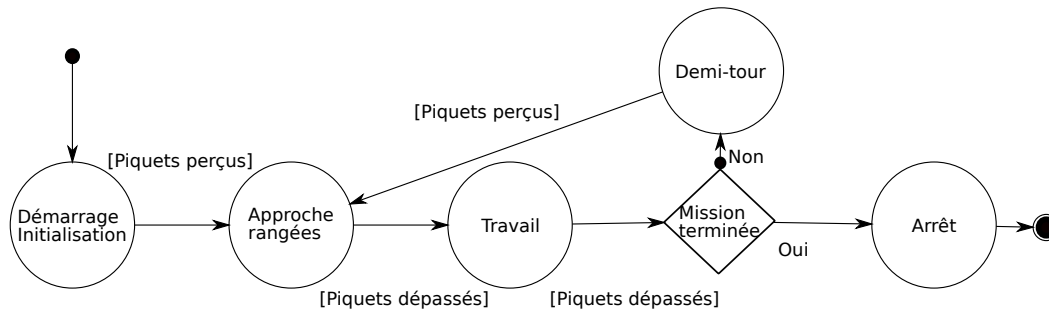 Demi-tour
[Piquets perçus]
[Piquets perçus]
Non
Démarrage
Initialisation
Approche
rangées
Travail
Mission
terminée
Oui
Arrêt
[Piquets dépassés]
[Piquets dépassés]